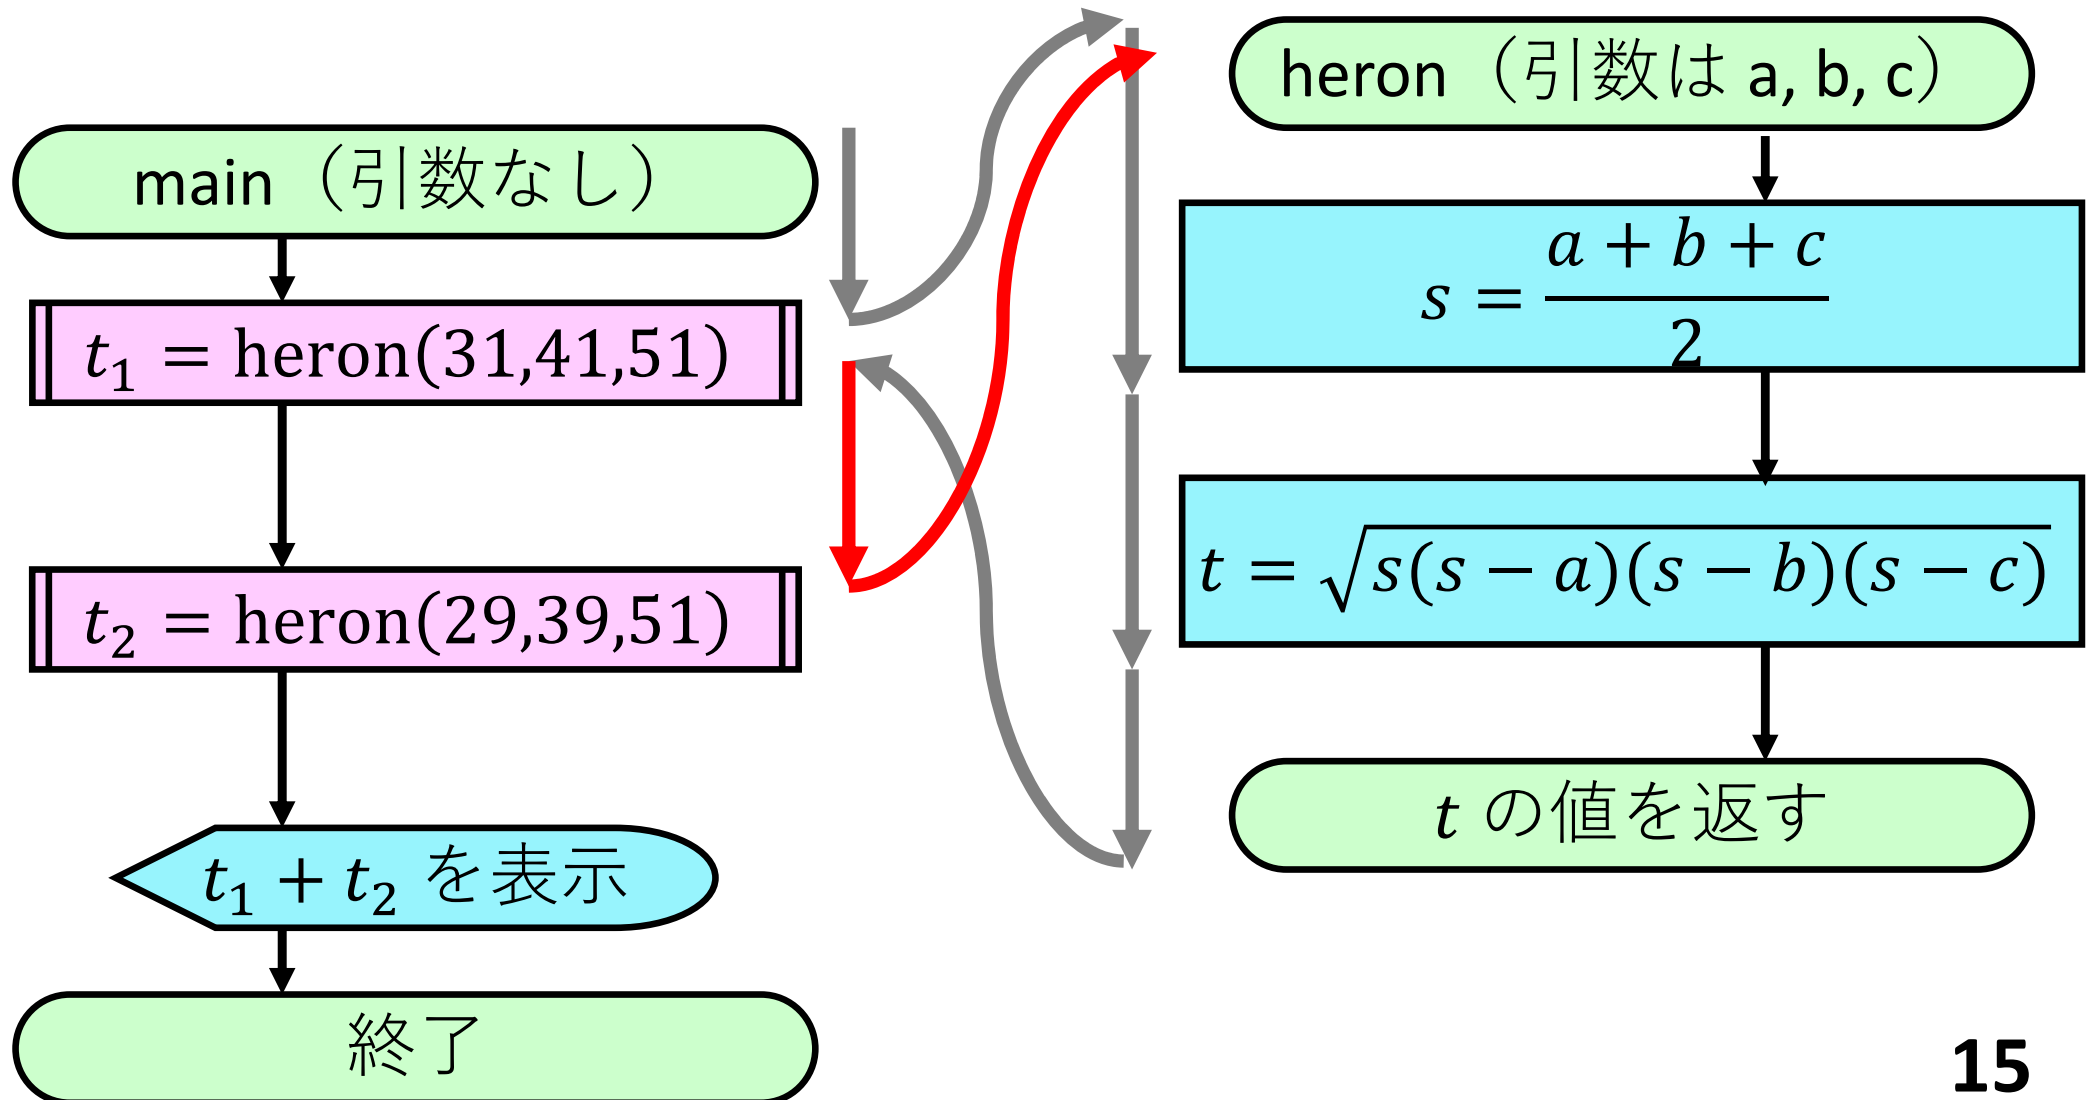 main（引数なし）
t₁ = heron(31,41,51)
t₂ = heron(29,39,51)
t₁ + t₂ を表示
終了
heron（引数は a, b, c）
s = (a + b + c)/2
t = √s(s − a)(s − b)(s − c)
t の値を返す
15